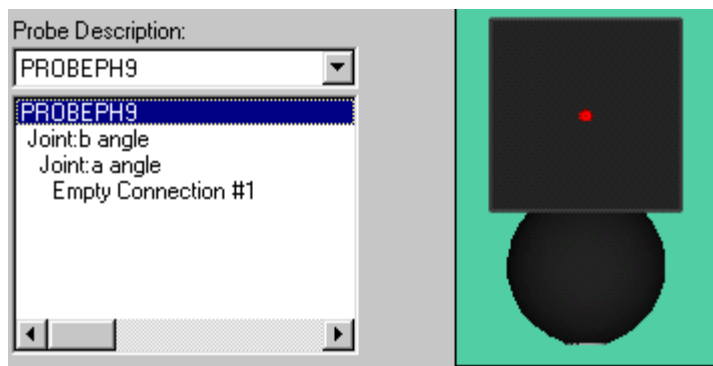 Probe Description:
PROBEPH9
PROBEPH9
Joint:b angle
Joint:a angle
Empty Connection #1